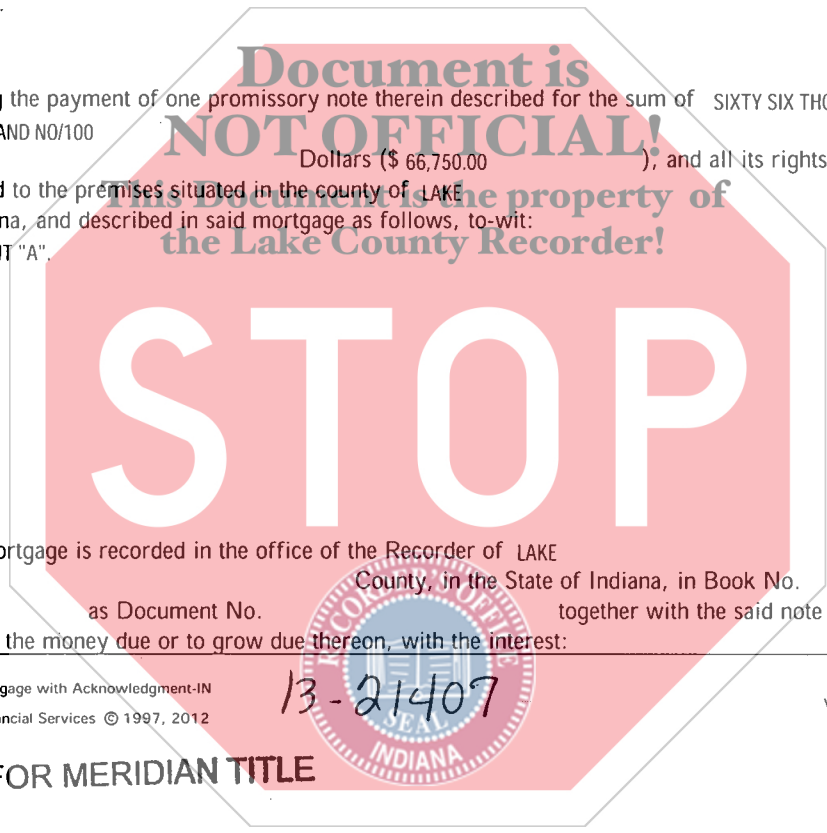 Document is
the payment of one promissory note therein described for the sum of SIXTY SIX THO
AND NO/100
NOT OFFICIAL!
Dollars ($ 66,750.00 ), and all its rights
d to the premises situated in the county of LAKE
This Document is the property of
na, and described in said mortgage as follows, to-wit:
the Lake County Recorder!
IT "A".
STOP
ortgage is recorded in the office of the Recorder of LAKE
County, in the State of Indiana, in Book No.
as Document No. together with the said note
the money due or to grow due thereon, with the interest:
RECORDER'S OFFICE
SEAL
INDIANA
gage with Acknowledgment-IN
ncial Services © 1997, 2012
13-21407
FOR MERIDIAN TITLE